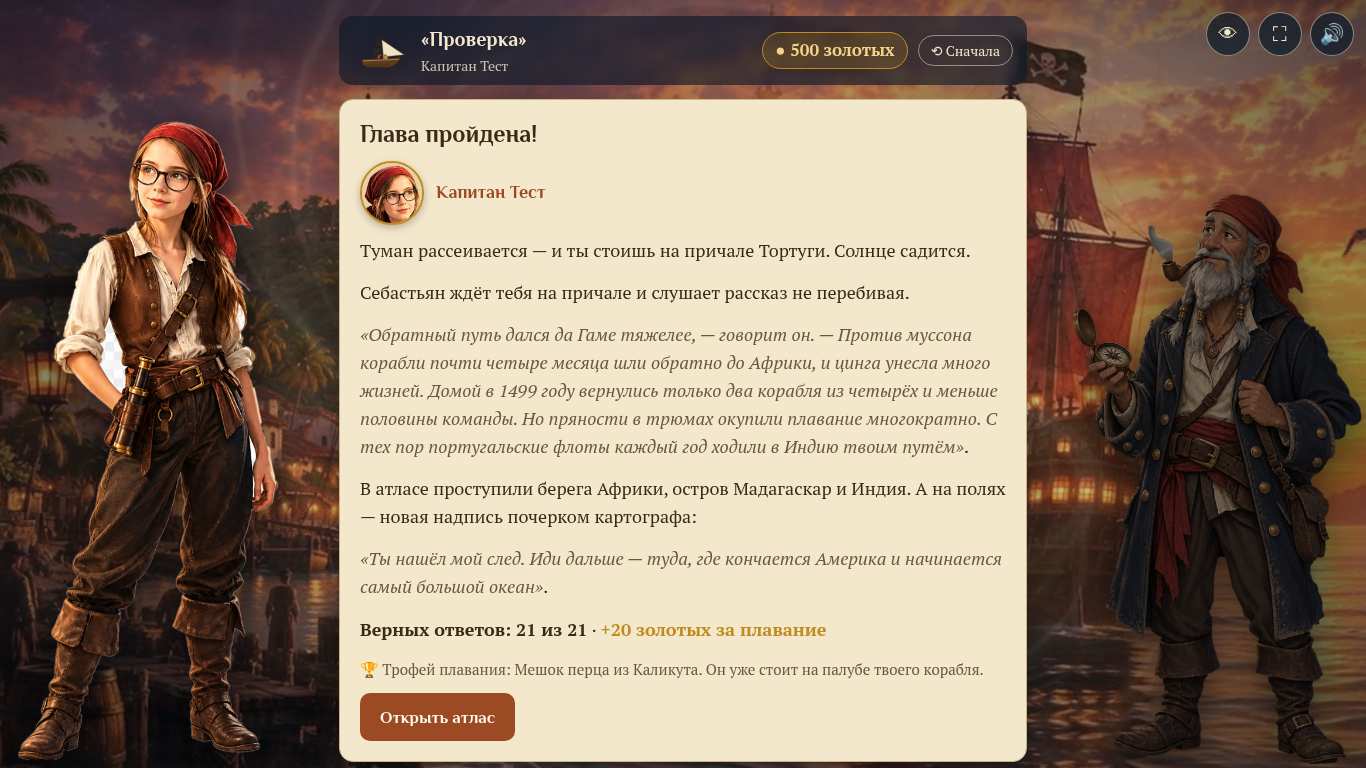 «Проверка»
Капитан Тест
● 500 золотых
⟲ Сначала
Глава пройдена!
Капитан Тест
Туман рассеивается — и ты стоишь на причале Тортуги. Солнце садится.
Себастьян ждёт тебя на причале и слушает рассказ не перебивая.
«Обратный путь дался да Гаме тяжелее, — говорит он. — Против муссона
корабли почти четыре месяца шли обратно до Африки, и цинга унесла много
жизней. Домой в 1499 году вернулись только два корабля из четырёх и меньше
половины команды. Но пряности в трюмах окупили плавание многократно. С
тех пор португальские флоты каждый год ходили в Индию твоим путём».
В атласе проступили берега Африки, остров Мадагаскар и Индия. А на полях
— новая надпись почерком картографа:
«Ты нашёл мой след. Иди дальше — туда, где кончается Америка и начинается
самый большой океан».
Верных ответов: 21 из 21 · +20 золотых за плавание
🏆 Трофей плавания: Мешок перца из Каликута. Он уже стоит на палубе твоего корабля.
Открыть атлас